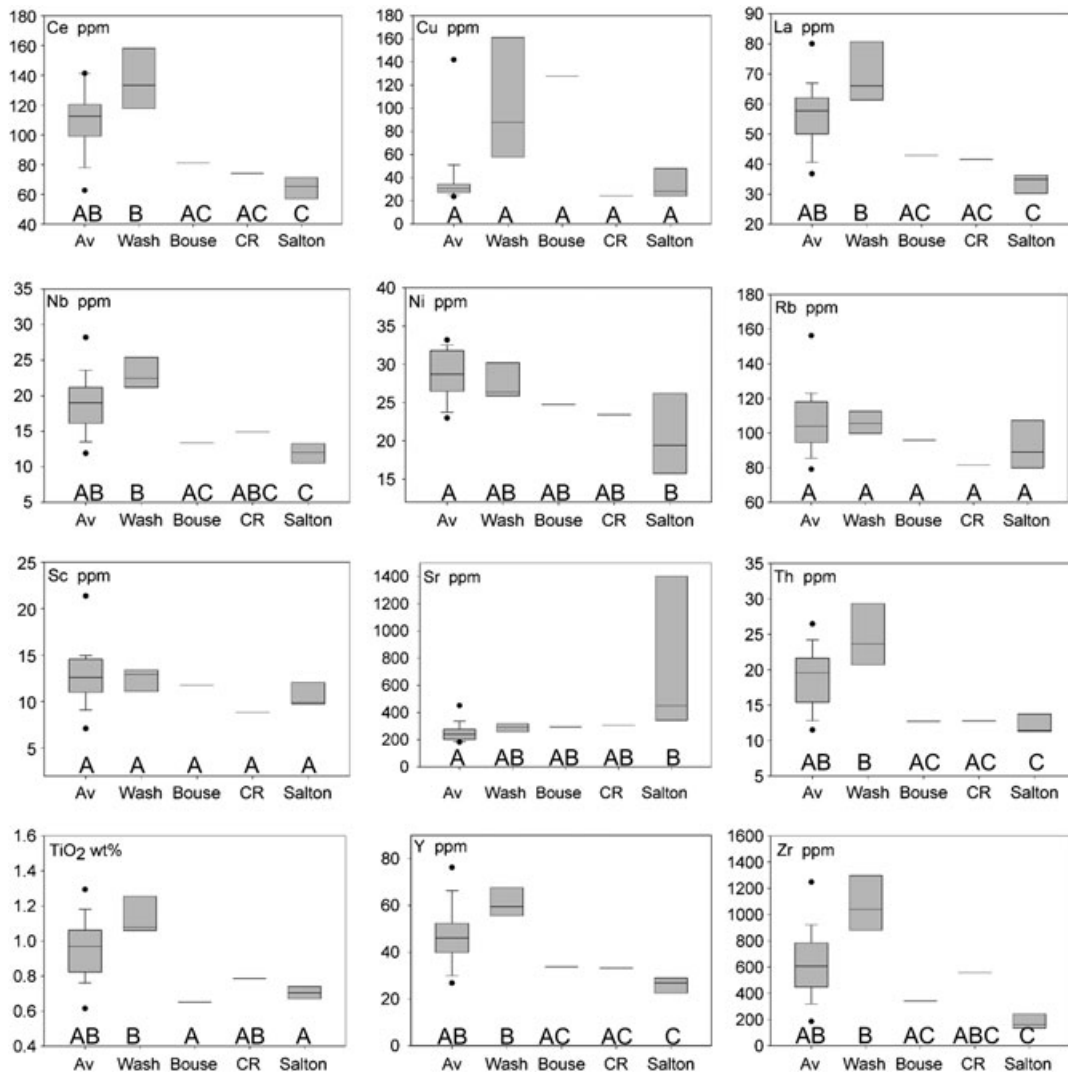 Ce ppm
180
160
140
120
100
80
60
40
AB B AC AC C
Av Wash Bouse CR Salton
Cu ppm
180
160
140
120
100
80
60
40
20
0
A A A A A
Av Wash Bouse CR Salton
La ppm
90
80
70
60
50
40
30
20
AB B AC AC C
Av Wash Bouse CR Salton
Nb ppm
35
30
25
20
15
10
5
AB B AC ABC C
Av Wash Bouse CR Salton
Ni ppm
40
35
30
25
20
15
A AB AB AB B
Av Wash Bouse CR Salton
Rb ppm
180
160
140
120
100
80
60
A A A A A
Av Wash Bouse CR Salton
Sc ppm
25
20
15
10
5
A A A A A
Av Wash Bouse CR Salton
Sr ppm
1400
1200
1000
800
600
400
200
0
A AB AB AB B
Av Wash Bouse CR Salton
Th ppm
35
30
25
20
15
10
5
AB B AC AC C
Av Wash Bouse CR Salton
TiO2 wt%
1.6
1.4
1.2
1.0
0.8
0.6
0.4
AB B A AB A
Av Wash Bouse CR Salton
Y ppm
80
60
40
20
0
AB B AC AC C
Av Wash Bouse CR Salton
Zr ppm
1600
1400
1200
1000
800
600
400
200
0
AB B AC ABC C
Av Wash Bouse CR Salton